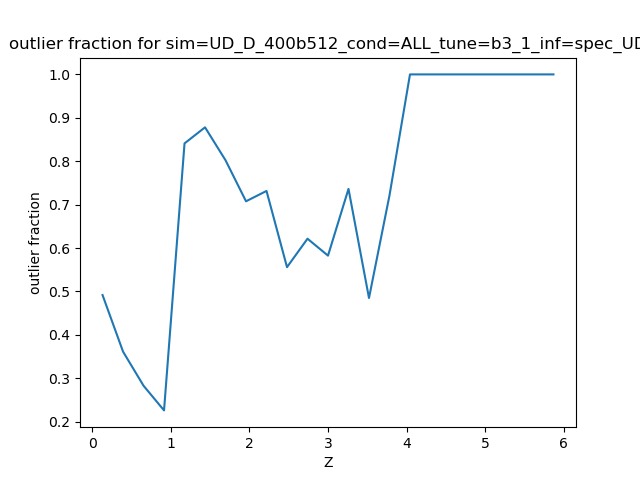 outlier fraction for sim=UD_D_400b512_cond=ALL_tune=b3_1_inf=spec_UD
1.0
0.9
0.8
0.7
0.6
0.5
0.4
0.3
0.2
outlier fraction
0 1 2 3 4 5 6
Z